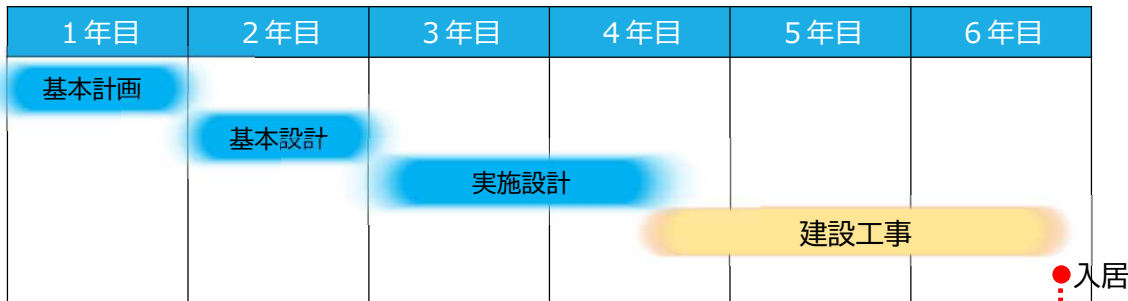 １年目 ２年目 ３年目 ４年目 ５年目 ６年目
基本計画
基本設計
実施設計
建設工事
入居